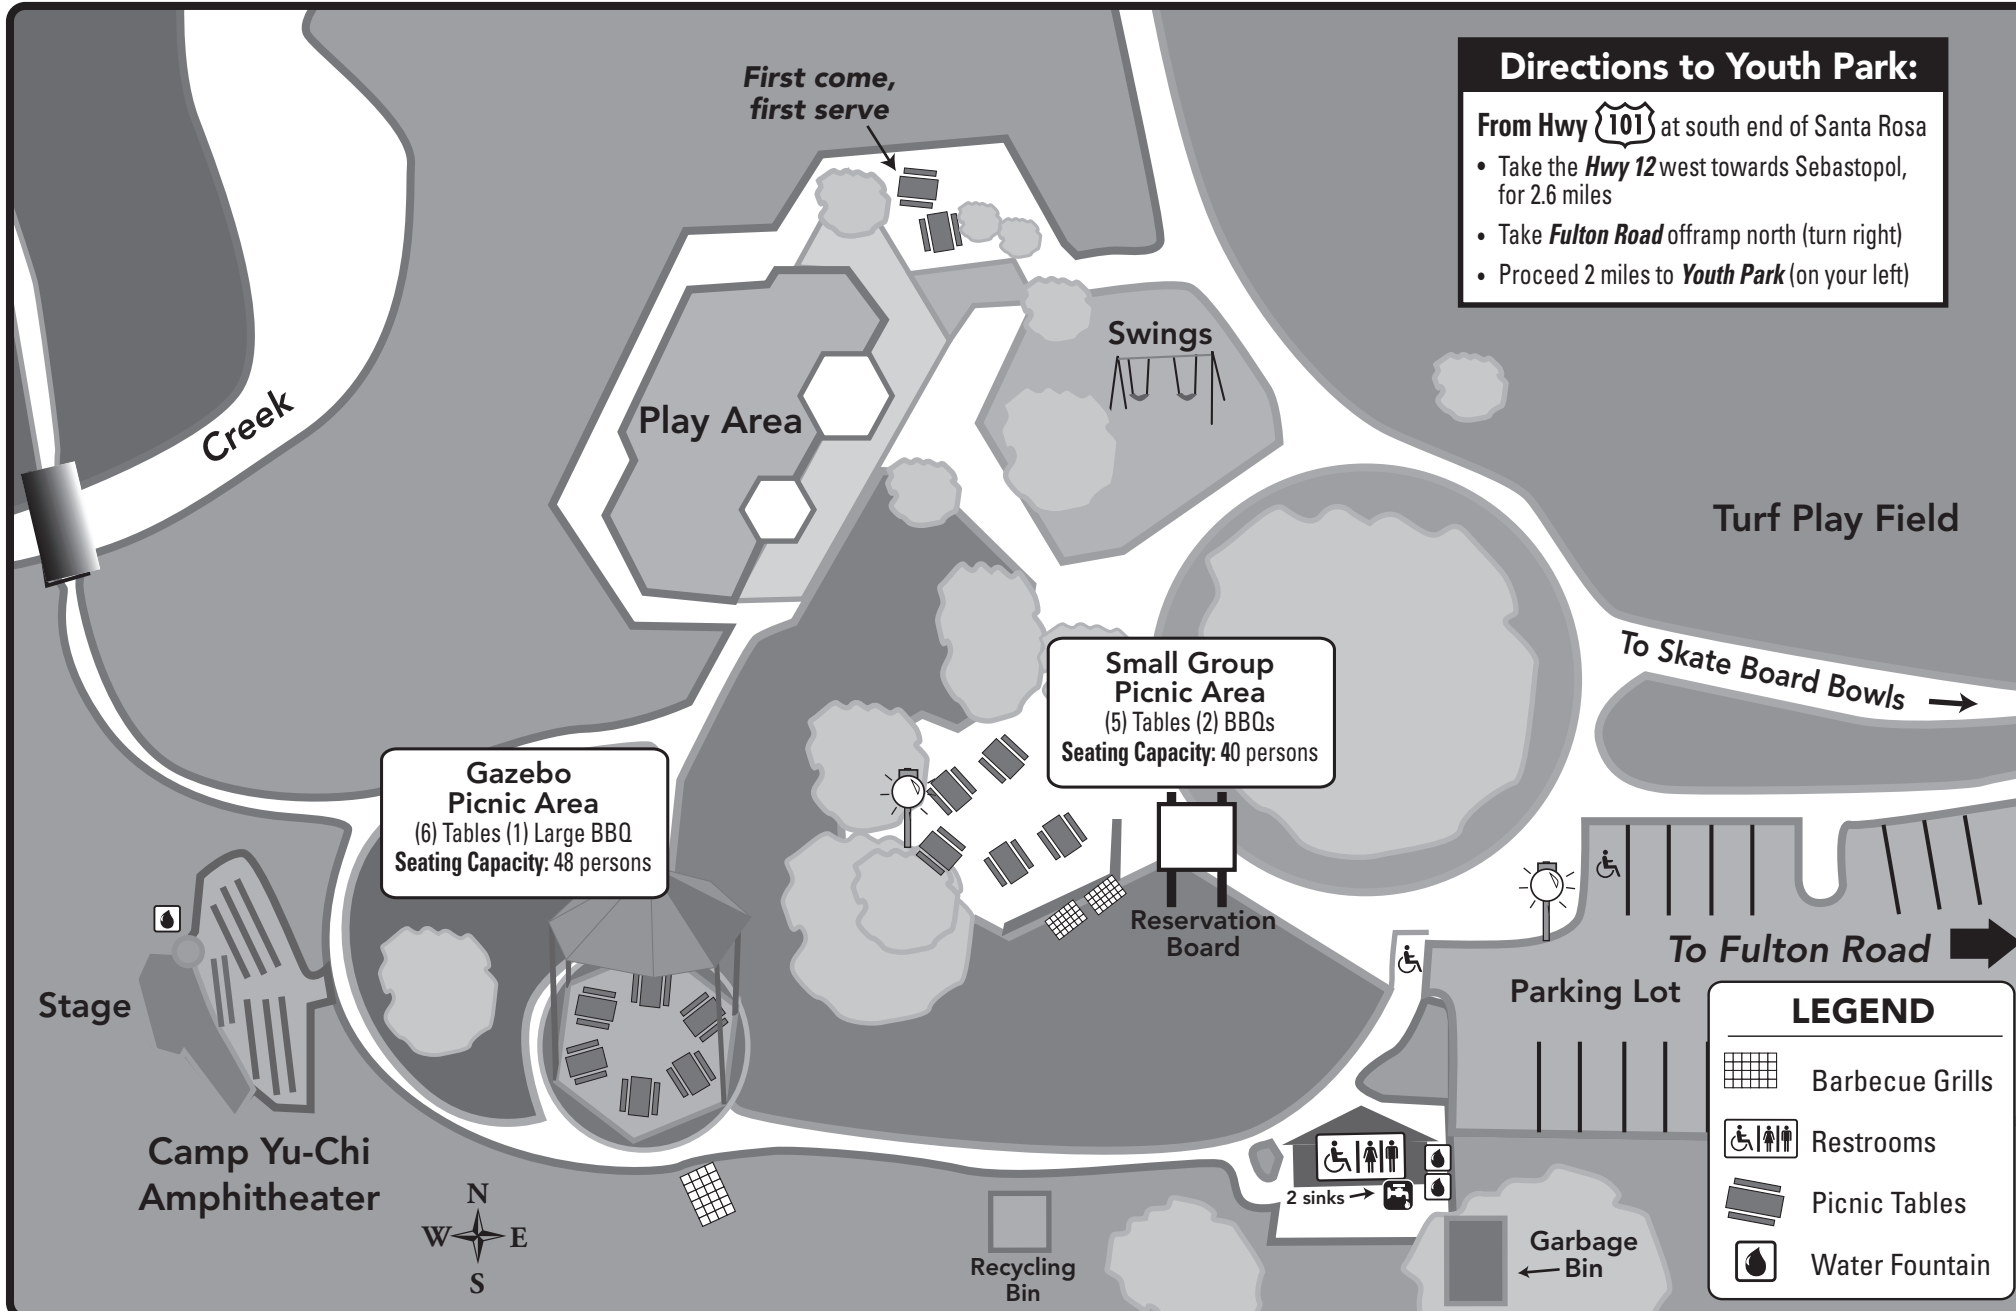 First come,
first serve
Directions to Youth Park:
From Hwy 101 at south end of Santa Rosa
• Take the Hwy 12 west towards Sebastopol,
for 2.6 miles
• Take Fulton Road offramp north (turn right)
• Proceed 2 miles to Youth Park (on your left)
Swings
Creek
Play Area
Turf Play Field
To Skate Board Bowls
Small Group
Picnic Area
(5) Tables (2) BBQs
Seating Capacity: 40 persons
Gazebo
Picnic Area
(6) Tables (1) Large BBQ
Seating Capacity: 48 persons
Reservation
Board
To Fulton Road
Parking Lot
Stage
Camp Yu-Chi
Amphitheater
N
W E
S
2 sinks
Recycling
Bin
Garbage
Bin
LEGEND
Barbecue Grills
Restrooms
Picnic Tables
Water Fountain